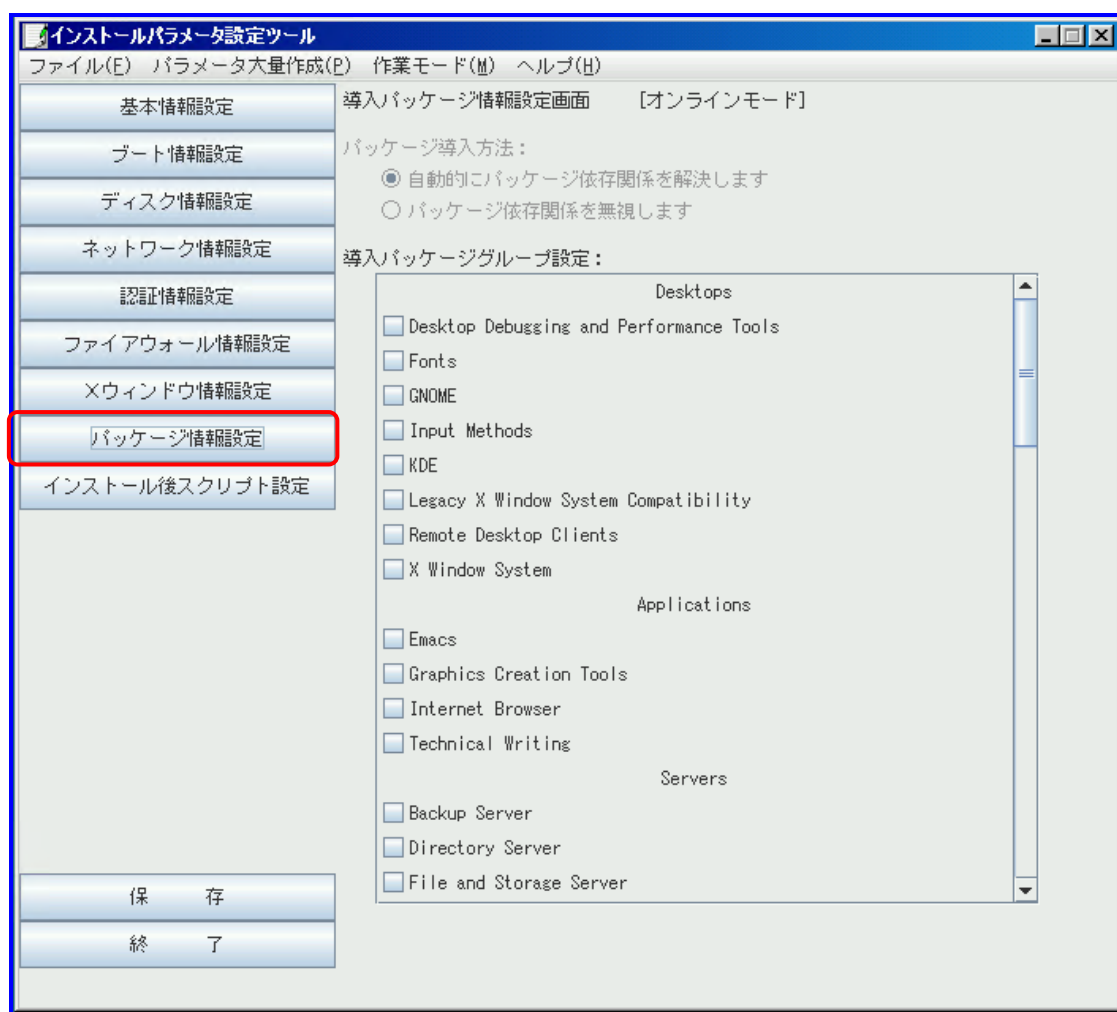 インストールパラメータ設定ツール
ファイル(F) パラメータ大量作成(P) 作業モード(M) ヘルプ(H)
基本情報設定
ブート情報設定
ディスク情報設定
ネットワーク情報設定
認証情報設定
ファイアウォール情報設定
Xウィンドウ情報設定
パッケージ情報設定
インストール後スクリプト設定
保 存
終 了
導入パッケージ情報設定画面 [オンラインモード]
パッケージ導入方法：
自動的にパッケージ依存関係を解決します
パッケージ依存関係を無視します
導入パッケージグループ設定：
Desktops
Desktop Debugging and Performance Tools
Fonts
GNOME
Input Methods
KDE
Legacy X Window System Compatibility
Remote Desktop Clients
X Window System
Applications
Emacs
Graphics Creation Tools
Internet Browser
Technical Writing
Servers
Backup Server
Directory Server
File and Storage Server